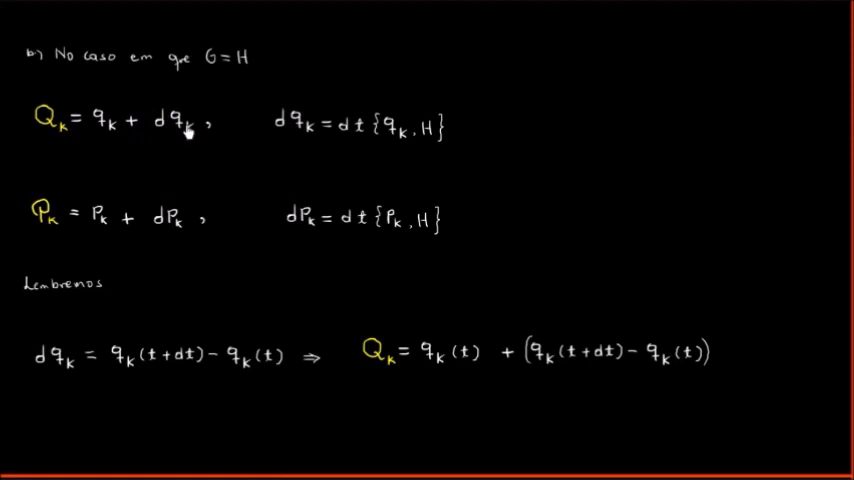 b) No caso em que G = H
Qₖ = qₖ + dqₖ , dqₖ = dt {qₖ , H}
Pₖ = pₖ + dpₖ , dpₖ = dt {pₖ , H}
Lembremos
dqₖ = qₖ(t+dt) − qₖ(t) ⇒ Qₖ = qₖ(t) + (qₖ(t+dt) − qₖ(t))